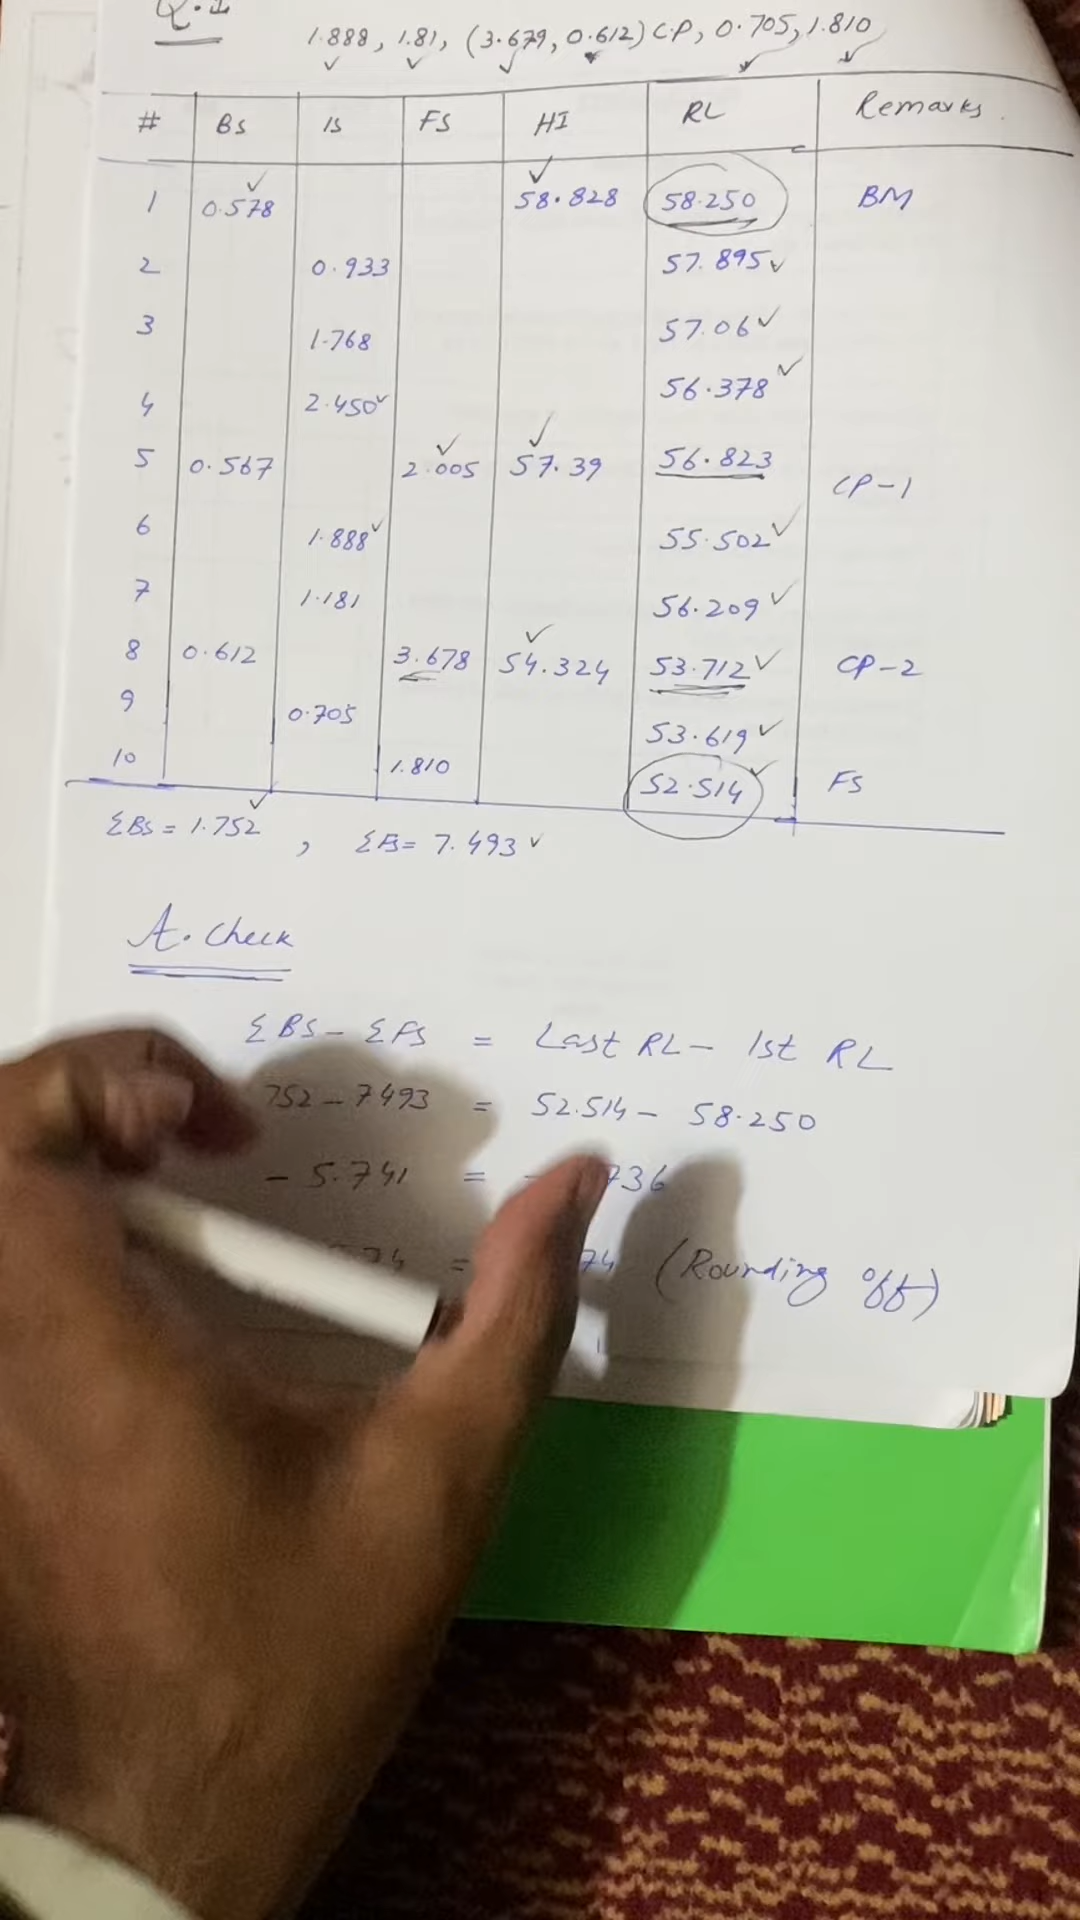 Q.1
1.888, 1.81, (3.679, 0.612) C.P, 0.705, 1.810
# BS IS FS HI RL Remarks.
1 0.578 58.828 58.250 BM
2 0.933 57.895
3 1.768 57.06
4 2.450 56.378
5 0.567 2.005 57.39 56.823 CP-1
6 1.888 55.502
7 1.181 56.209
8 0.612 3.678 54.324 53.712 CP-2
9 0.705 53.619
10 1.810 52.514 FS
ΣBS = 1.752 , ΣFS = 7.493
A. Check
ΣBS - ΣFS = Last RL - 1st RL
752 - 7493 = 52.514 - 58.250
- 5.741 = - 736
74 = 74 (Rounding off)